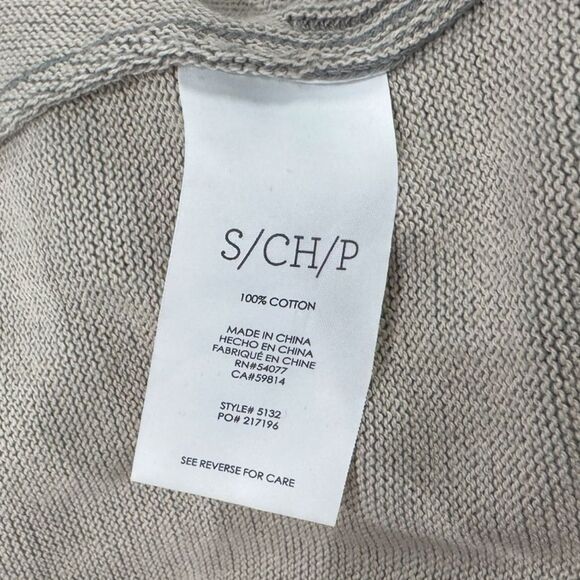 S/CH/P
100% COTTON
MADE IN CHINA
HECHO EN CHINA
FABRIQUÉ EN CHINE
RN#54077
CA#59814
STYLE# 5132
PO# 217196
SEE REVERSE FOR CARE